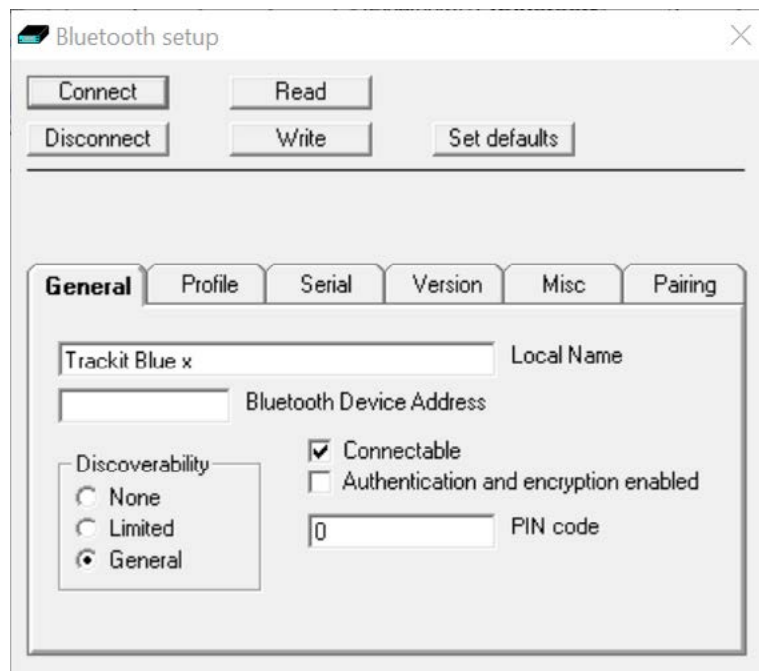 Bluetooth setup
Connect
Read
Disconnect
Write
Set defaults
General
Profile
Serial
Version
Misc
Pairing
Trackit Blue x
Local Name
Bluetooth Device Address
Discoverability
None
Limited
General
Connectable
Authentication and encryption enabled
0
PIN code